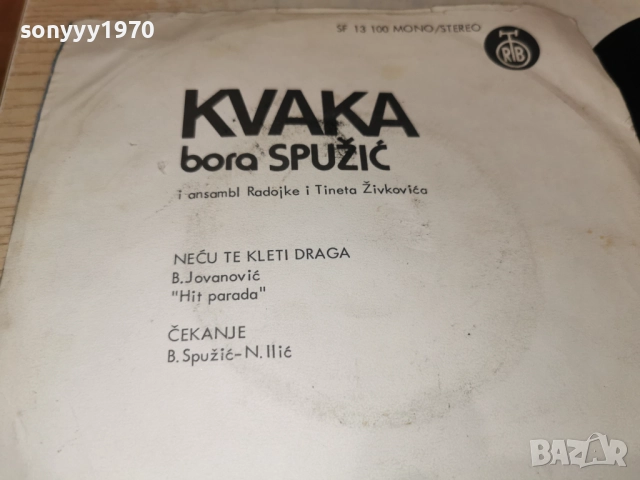 sonyyy1970
SF 13 100 MONO/STEREO
RTB
KVAKA
bora SPUŽIĆ
i ansambl Radojke i Tineta Živkovića
NEĆU TE KLETI DRAGA
B.Jovanović
"Hit parada"
ČEKANJE
B.Spužić-N.Ilić
BAZAR